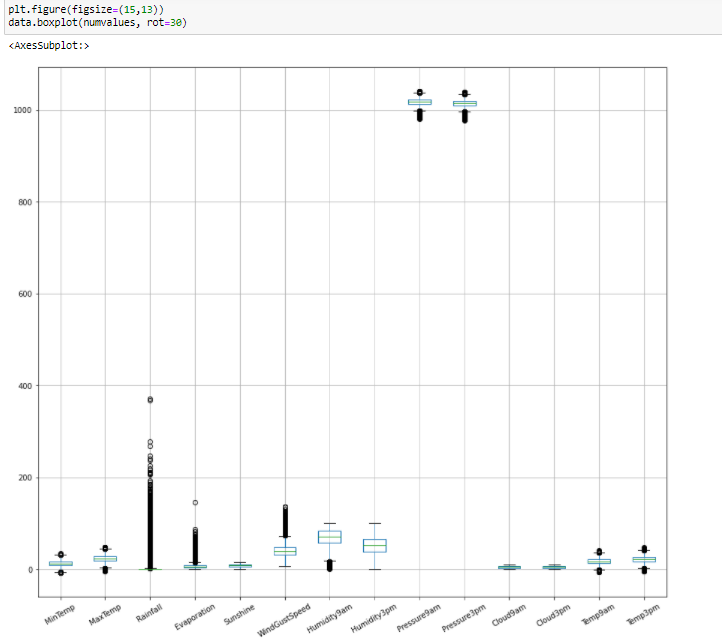 plt.figure(figsize=(15,13))
data.boxplot(numvalues, rot=30)
<AxesSubplot:>
1000
800
600
400
200
0
MinTemp
MaxTemp
Rainfall
Evaporation
Sunshine
WindGustSpeed
Humidity9am
Humidity3pm
Pressure9am
Pressure3pm
Cloud9am
Cloud3pm
Temp9am
Temp3pm